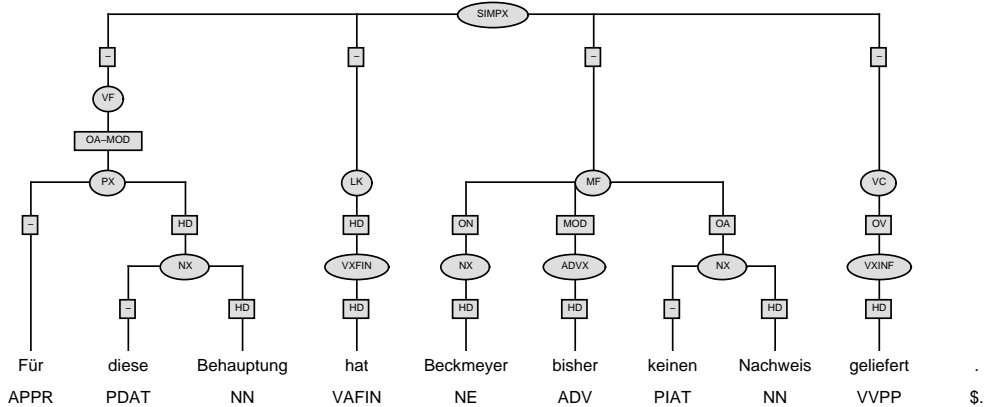 SIMPX
– – – –
VF
OA–MOD
PX LK MF VC
– HD HD ON MOD OA OV
NX VXFIN NX ADVX NX VXINF
– HD HD HD HD – HD HD
Für diese Behauptung hat Beckmeyer bisher keinen Nachweis geliefert .
APPR PDAT NN VAFIN NE ADV PIAT NN VVPP $.